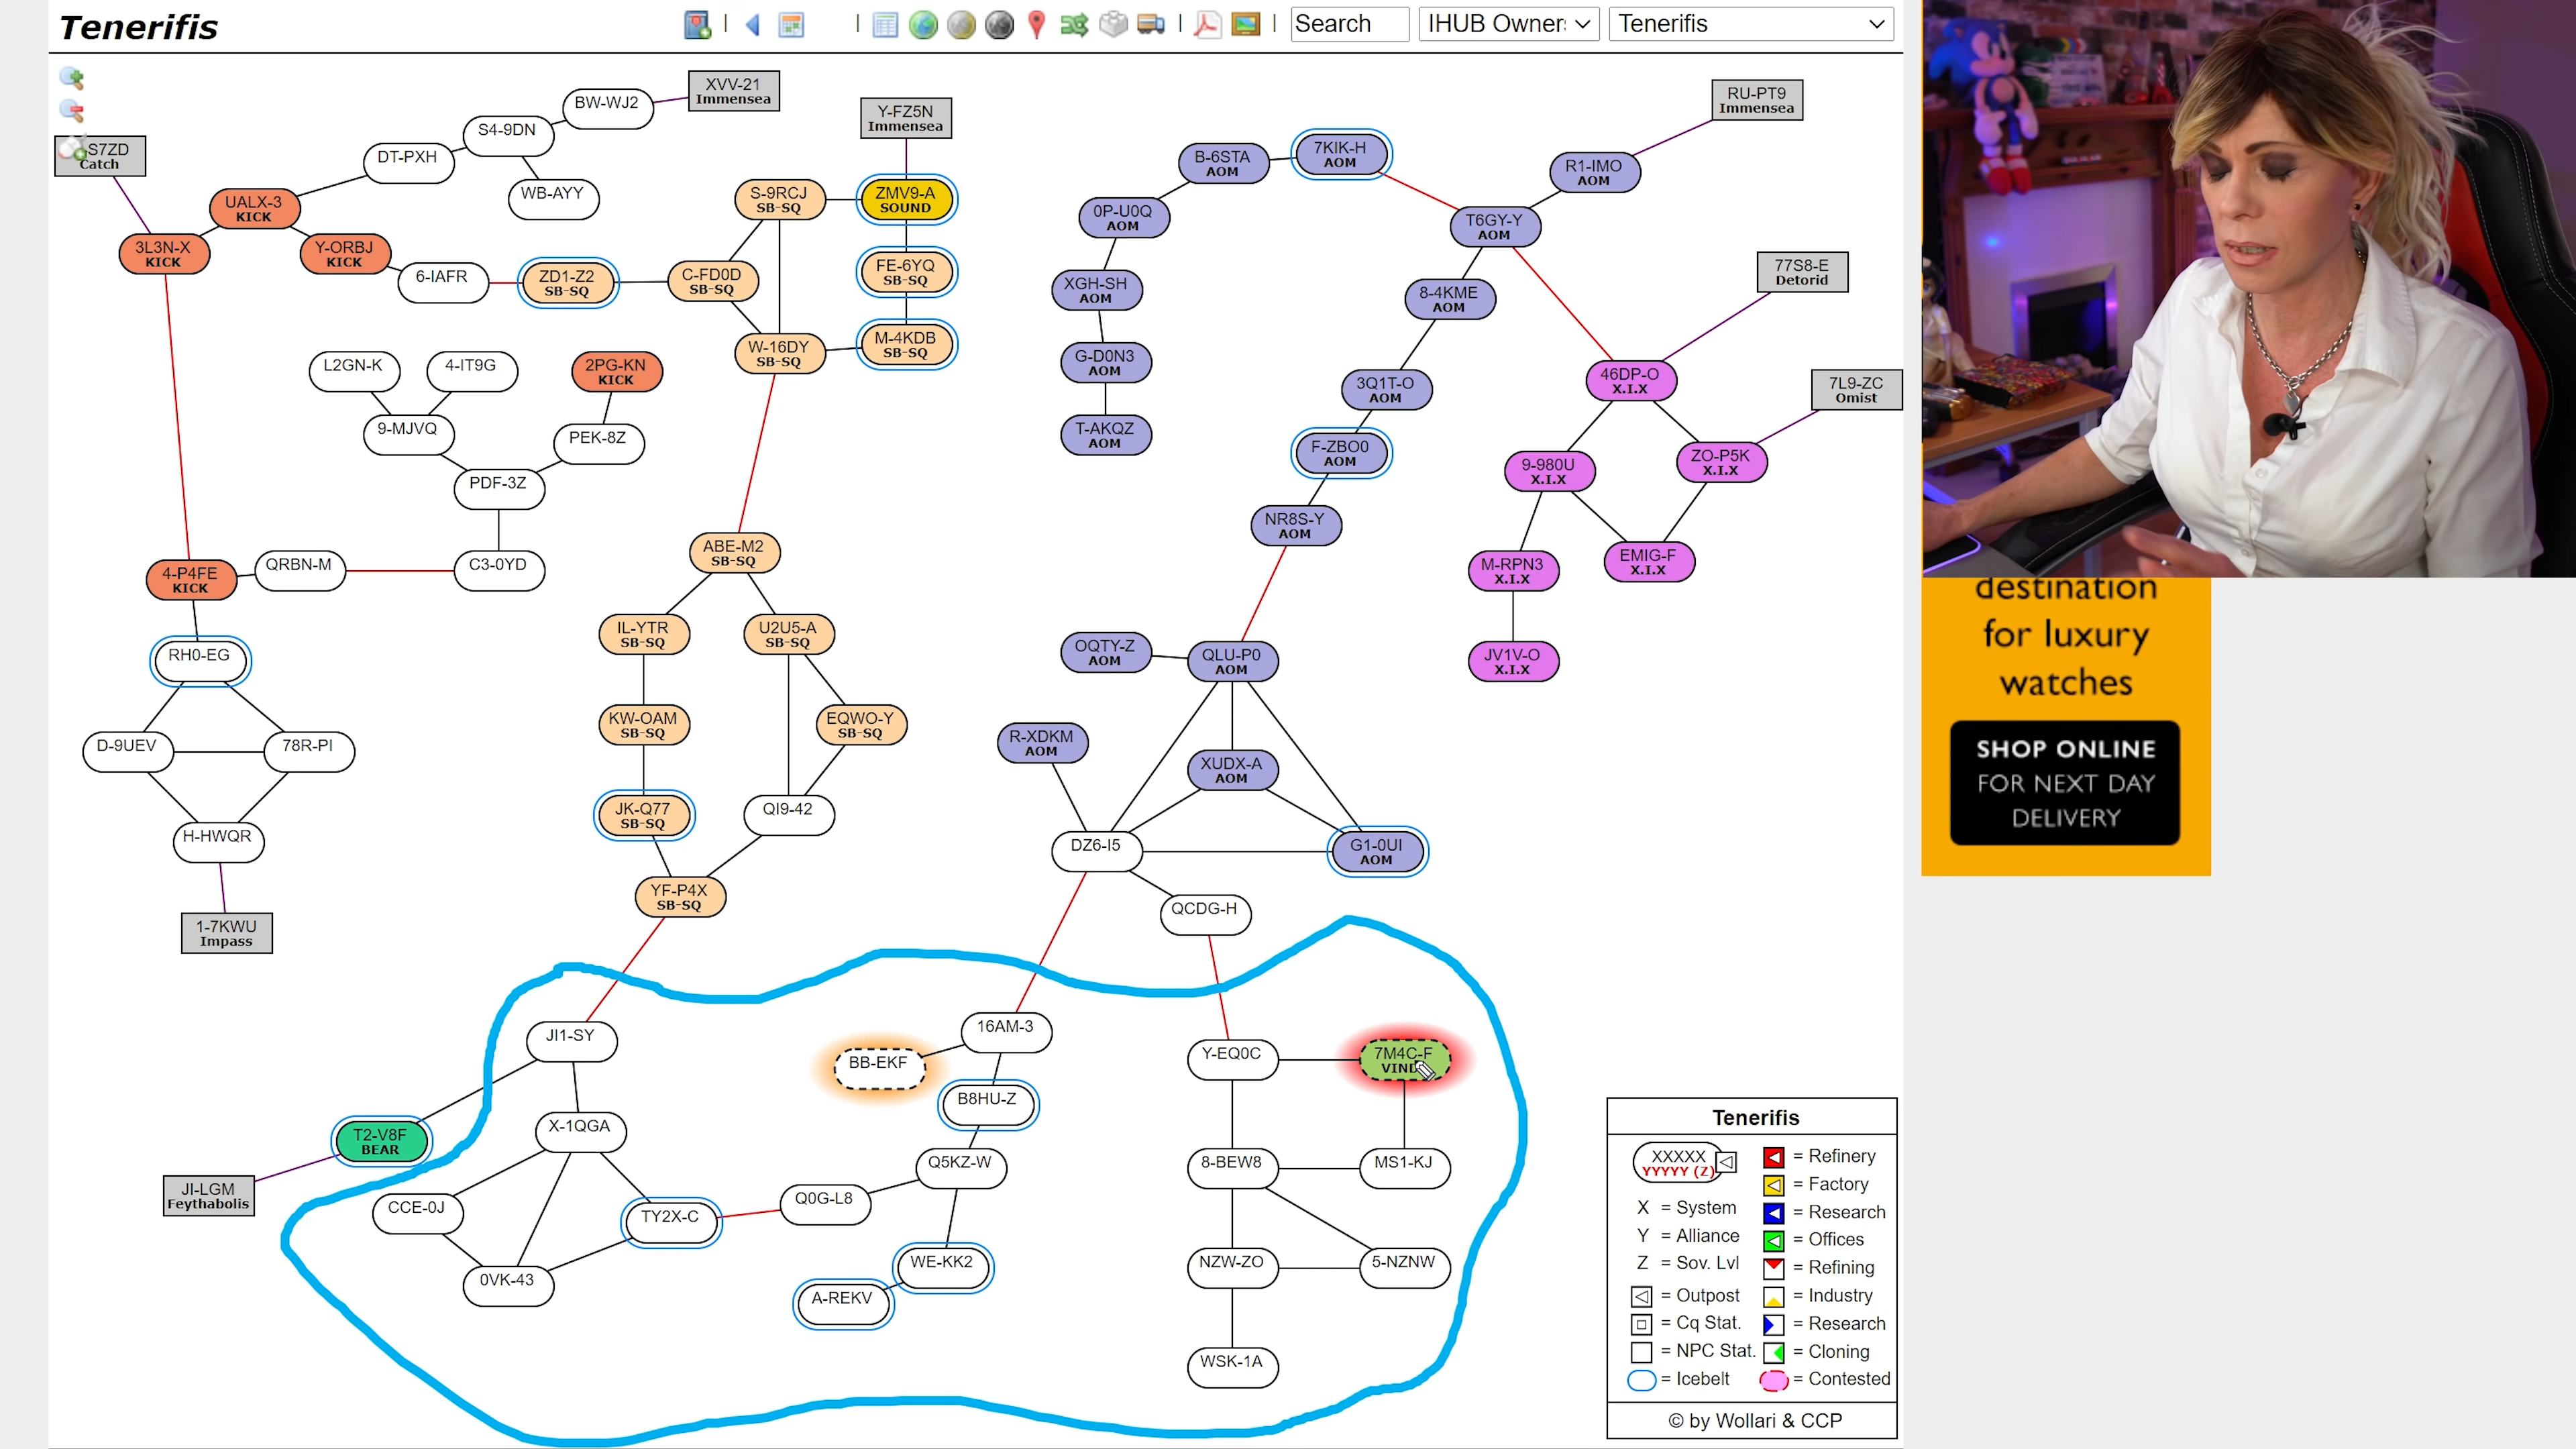 Tenerifis
Search
IHUB Owner
Tenerifis
XVV-21
Immensea
BW-WJ2
S4-9DN
DT-PXH
WB-AYY
S7ZD
Catch
UALX-3
KICK
3L3N-X
KICK
Y-ORBJ
KICK
6-IAFR
ZD1-Z2
SB-SQ
C-FD0D
SB-SQ
S-9RCJ
SB-SQ
Y-FZ5N
Immensea
ZMV9-A
SOUND
FE-6YQ
SB-SQ
M-4KDB
SB-SQ
W-16DY
SB-SQ
L2GN-K
4-IT9G
2PG-KN
KICK
9-MJVQ
PEK-8Z
PDF-3Z
C3-0YD
QRBN-M
4-P4FE
KICK
RH0-EG
D-9UEV
78R-PI
H-HWQR
1-7KWU
Impass
ABE-M2
SB-SQ
IL-YTR
SB-SQ
U2U5-A
SB-SQ
KW-OAM
SB-SQ
EQWO-Y
SB-SQ
JK-Q77
SB-SQ
QI9-42
YF-P4X
SB-SQ
7KIK-H
AOM
B-6STA
AOM
0P-U0Q
AOM
XGH-SH
AOM
G-D0N3
AOM
T-AKQZ
AOM
RU-PT9
Immensea
R1-IMO
AOM
T6GY-Y
AOM
8-4KME
AOM
3Q1T-O
AOM
F-ZBO0
AOM
NR8S-Y
AOM
77S8-E
Detorid
46DP-O
X.I.X
7L9-ZC
Omist
9-980U
X.I.X
ZO-P5K
X.I.X
M-RPN3
X.I.X
EMIG-F
X.I.X
JV1V-O
X.I.X
OQTY-Z
AOM
QLU-P0
AOM
R-XDKM
AOM
XUDX-A
AOM
DZ6-I5
G1-0UI
AOM
QCDG-H
JI1-SY
T2-V8F
BEAR
JI-LGM
Feythabolis
X-1QGA
CCE-0J
0VK-43
TY2X-C
Q0G-L8
16AM-3
BB-EKF
B8HU-Z
Q5KZ-W
WE-KK2
A-REKV
Y-EQ0C
7M4C-F
8-BEW8
MS1-KJ
NZW-ZO
5-NZNW
WSK-1A
Tenerifis
XXXXX
YYYYY (Z)
X = System
Y = Alliance
Z = Sov. Lvl
= Outpost
= Cq Stat.
= NPC Stat.
= Icebelt
= Refinery
= Factory
= Research
= Offices
= Refining
= Industry
= Research
= Cloning
= Contested
© by Wollari & CCP
destination
for luxury
watches
SHOP ONLINE
FOR NEXT DAY
DELIVERY